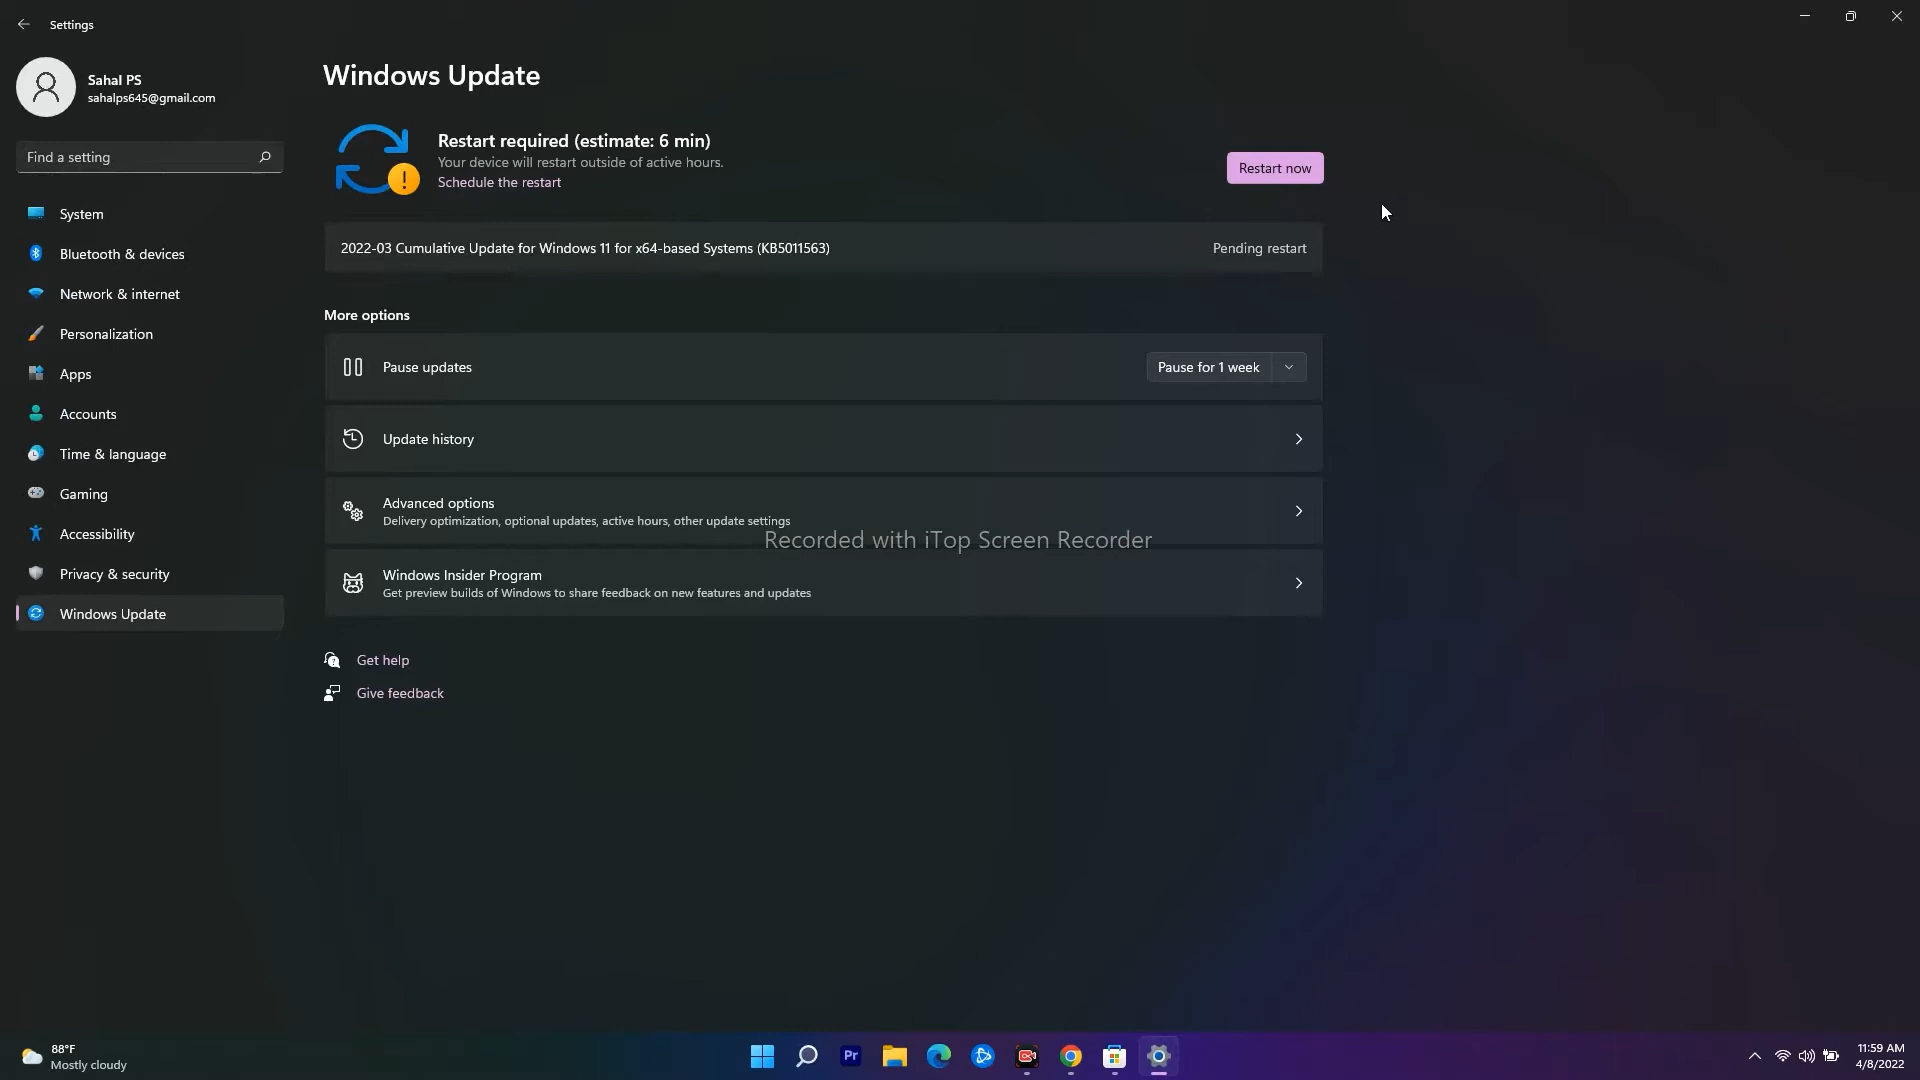 Settings
Sahal PS
sahalps645@gmail.com
Find a setting
System
Bluetooth & devices
Network & internet
Personalization
Apps
Accounts
Time & language
Gaming
Accessibility
Privacy & security
Windows Update
Windows Update
Restart required (estimate: 6 min)
Your device will restart outside of active hours.
Schedule the restart
Restart now
2022-03 Cumulative Update for Windows 11 for x64-based Systems (KB5011563)
Pending restart
More options
Pause updates
Pause for 1 week
Update history
Advanced options
Delivery optimization, optional updates, active hours, other update settings
Recorded with iTop Screen Recorder
Windows Insider Program
Get preview builds of Windows to share feedback on new features and updates
Get help
Give feedback
88°F
Mostly cloudy
Pr
11:59 AM
4/8/2022